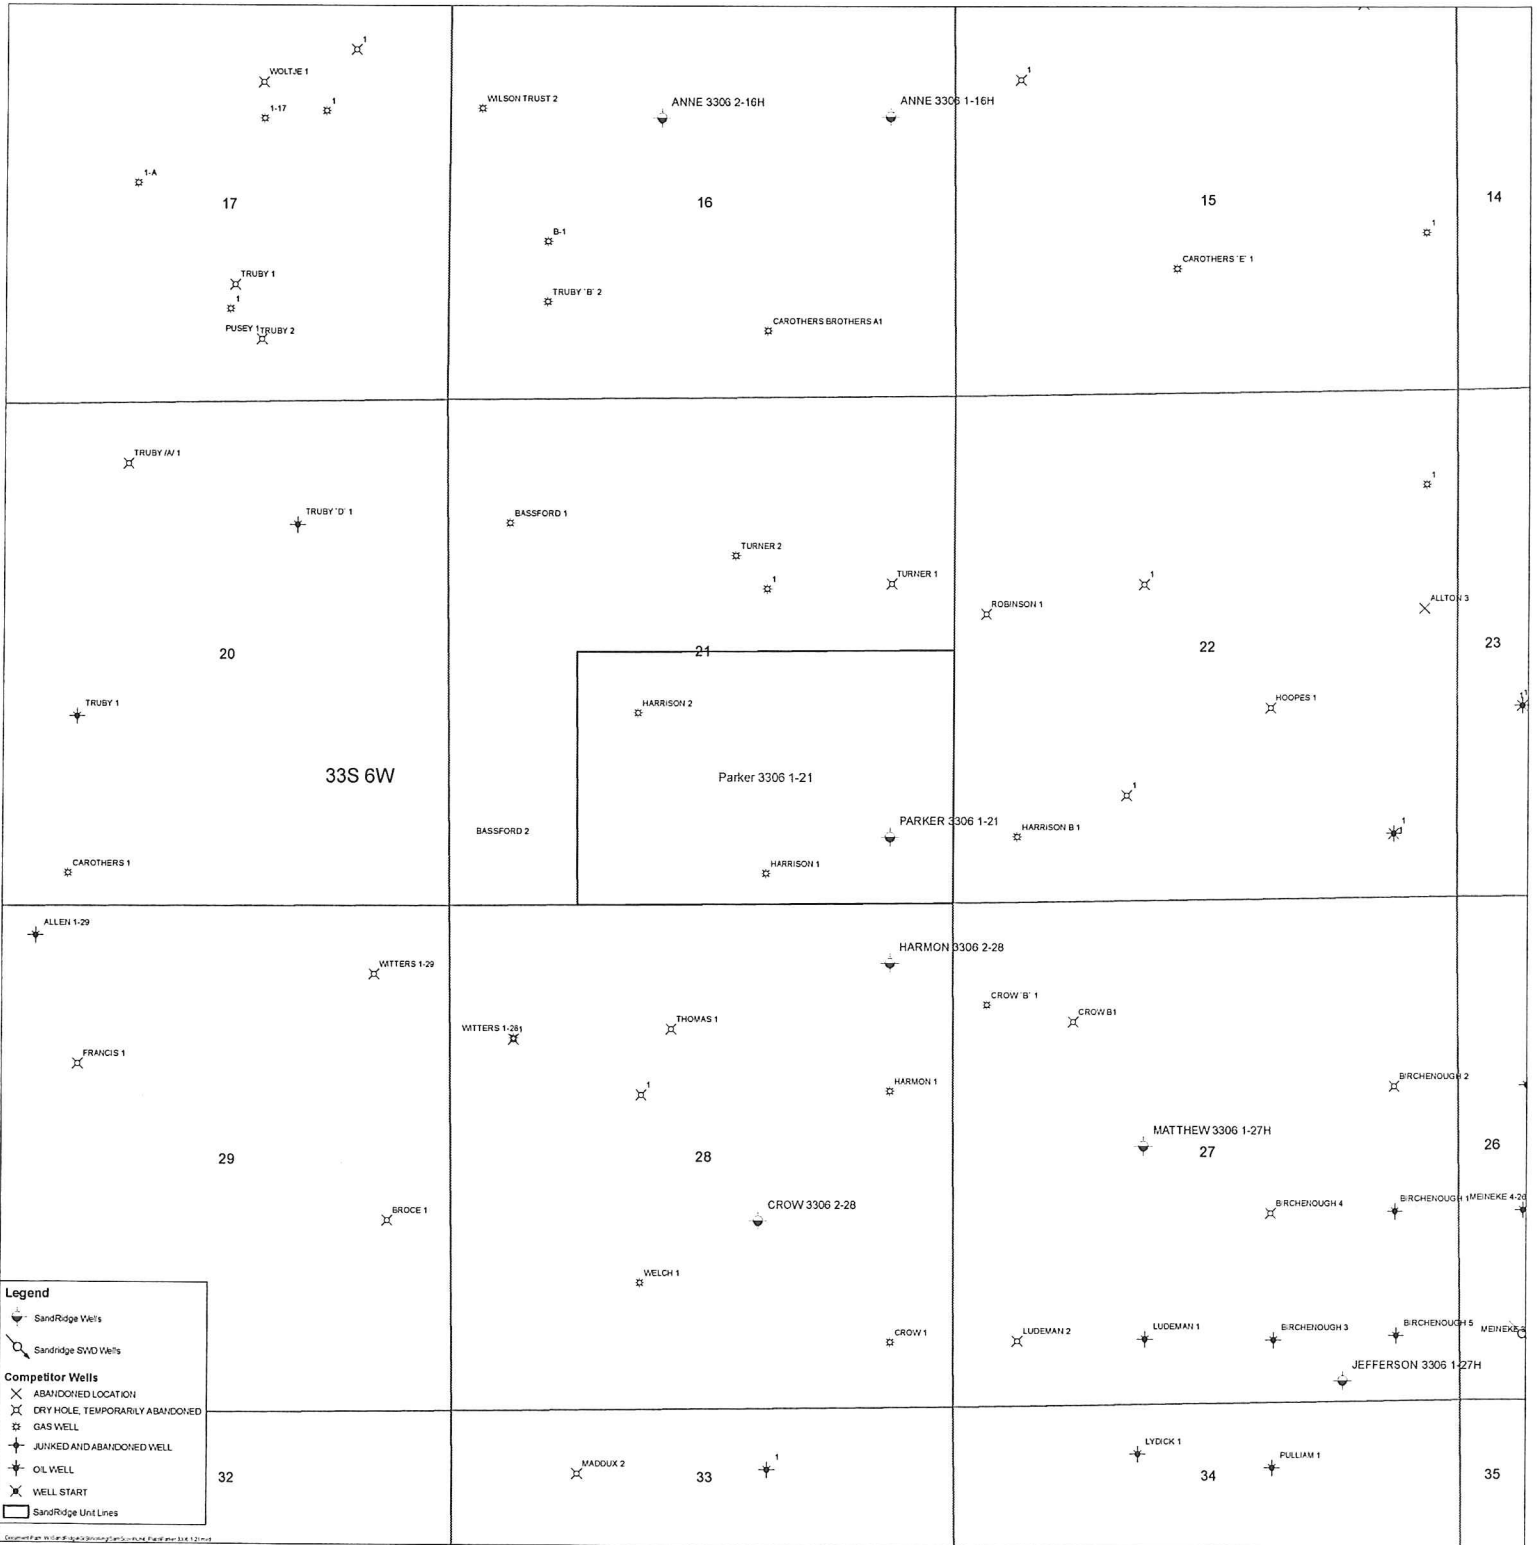 1
WOLTJE 1
1-17
1
1-A
17
TRUBY 1
1
PUSEY 1
TRUBY 2
WILSON TRUST 2
ANNE 3306 2-16H
ANNE 3306 1-16H
16
B-1
TRUBY 'B' 2
CAROTHERS BROTHERS A1
1
15
1
CAROTHERS 'E' 1
14
TRUBY /A/ 1
TRUBY 'D' 1
20
TRUBY 1
33S 6W
CAROTHERS 1
BASSFORD 1
TURNER 2
1
TURNER 1
21
HARRISON 2
Parker 3306 1-21
BASSFORD 2
PARKER 3306 1-21
HARRISON 1
1
1
ROBINSON 1
ALLTON 3
22
23
HOOPES 1
1
HARRISON B 1
1
ALLEN 1-29
WITTERS 1-29
FRANCIS 1
29
BROCE 1
HARMON 3306 2-28
WITTERS 1-28
1
THOMAS 1
1
HARMON 1
28
CROW 3306 2-28
WELCH 1
CROW 1
CROW 'B' 1
CROW B1
BIRCHENOUGH 2
MATTHEW 3306 1-27H
27
26
BIRCHENOUGH 4
BIRCHENOUGH 1
MEINEKE 4-26
LUDEMAN 2
LUDEMAN 1
BIRCHENOUGH 3
BIRCHENOUGH 5
MEINEKE 3
JEFFERSON 3306 1-27H
Legend
SandRidge Wells
Sandridge SWD Wells
Competitor Wells
ABANDONED LOCATION
DRY HOLE, TEMPORARILY ABANDONED
GAS WELL
JUNKED AND ABANDONED WELL
OIL WELL
WELL START
SandRidge Unit Lines
32
MADDUX 2
1
33
LYDICK 1
PULLIAM 1
34
35